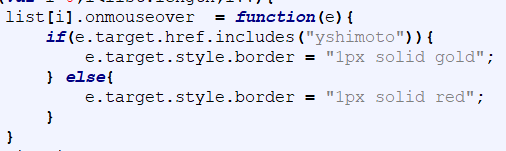 list[i].onmouseover  = function(e){
    if(e.target.href.includes("yshimoto")){
        e.target.style.border = "1px solid gold";
    } else{
        e.target.style.border = "1px solid red";
    }
}